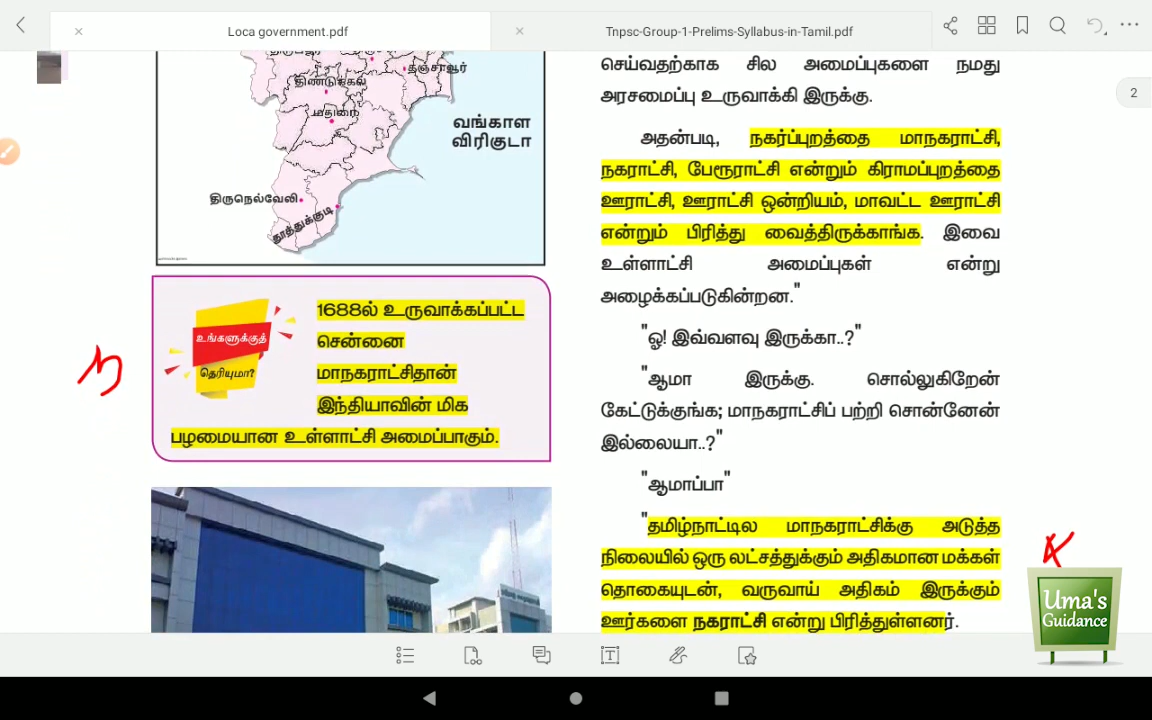 Loca government.pdf
Tnpsc-Group-1-Prelims-Syllabus-in-Tamil.pdf
2
தஞ்சாவூர்
திண்டுக்கல்
மதுரை
வங்காள
விரிகுடா
திருநெல்வேலி
தூத்துக்குடி
உங்களுக்குத்
தெரியுமா?
1688ல் உருவாக்கப்பட்ட
சென்னை
மாநகராட்சிதான்
இந்தியாவின் மிக
பழமையான உள்ளாட்சி அமைப்பாகும்.
செய்வதற்காக சில அமைப்புகளை நமது
அரசமைப்பு உருவாக்கி இருக்கு.
அதன்படி, நகர்ப்புறத்தை மாநகராட்சி,
நகராட்சி, பேரூராட்சி என்றும் கிராமப்புறத்தை
ஊராட்சி, ஊராட்சி ஒன்றியம், மாவட்ட ஊராட்சி
என்றும் பிரித்து வைத்திருக்காங்க. இவை
உள்ளாட்சி அமைப்புகள் என்று
அழைக்கப்படுகின்றன."
"ஓ! இவ்வளவு இருக்கா..?"
"ஆமா இருக்கு. சொல்லுகிறேன்
கேட்டுக்குங்க; மாநகராட்சிப் பற்றி சொன்னேன்
இல்லையா..?"
"ஆமாப்பா"
"தமிழ்நாட்டில மாநகராட்சிக்கு அடுத்த
நிலையில் ஒரு லட்சத்துக்கும் அதிகமான மக்கள்
தொகையுடன், வருவாய் அதிகம் இருக்கும்
ஊர்களை நகராட்சி என்று பிரித்துள்ளனர்.
Uma's
Guidance